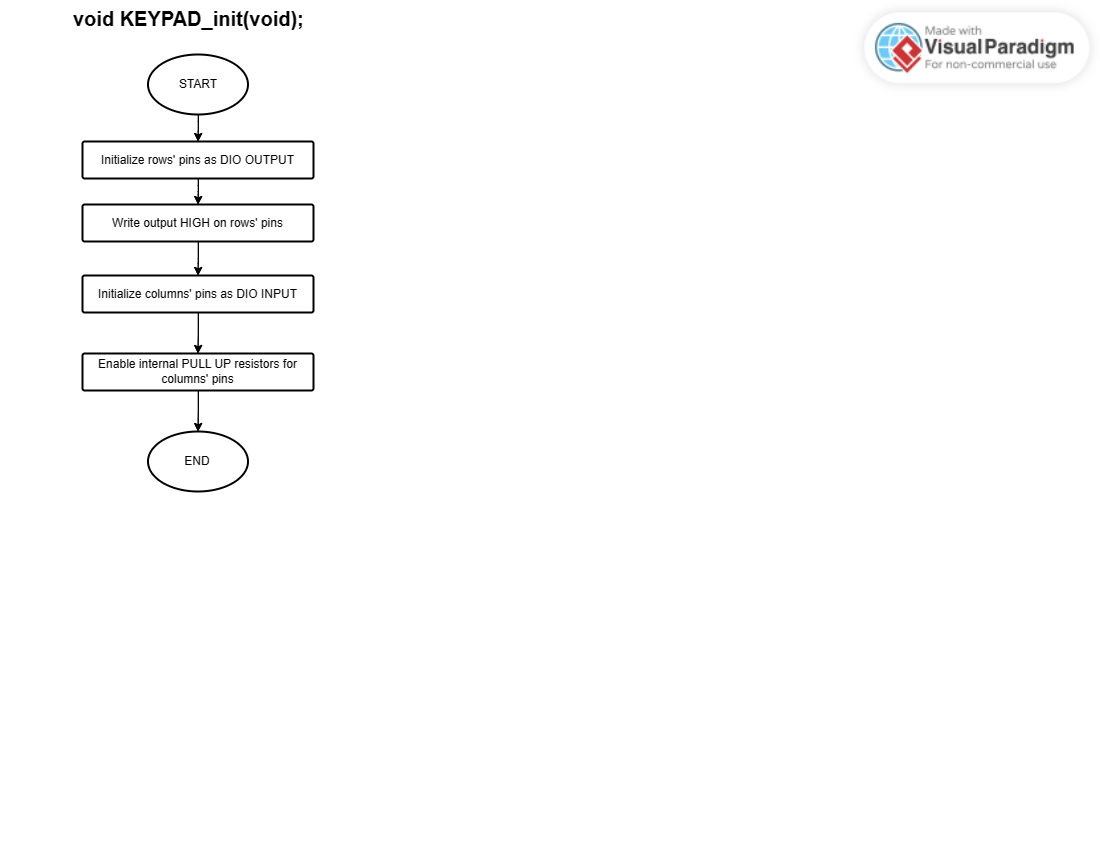 void KEYPAD_init(void);
Made with
Visual Paradigm
For non-commercial use
START
Initialize rows' pins as DIO OUTPUT
Write output HIGH on rows' pins
Initialize columns' pins as DIO INPUT
Enable internal PULL UP resistors for
columns' pins
END